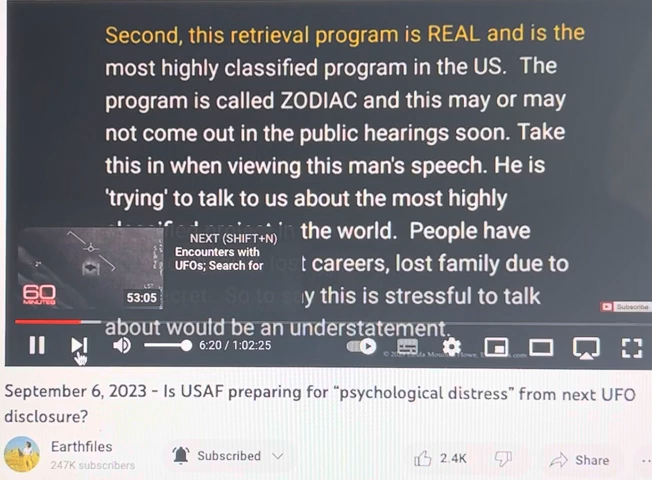 Second, this retrieval program is REAL and is the
most highly classified program in the US. The
program is called ZODIAC and this may or may
not come out in the public hearings soon. Take
this in when viewing this man's speech. He is
'trying' to talk to us about the most highly
the world. People have
NEXT (SHIFT+N)
Encounters with
UFOs; Search for
t careers, lost family due to
60
MINUTES
53:05
y this is stressful to talk
Subscribe
about would be an understatement.
6:20 / 1:02:25
September 6, 2023 - Is USAF preparing for “psychological distress” from next UFO
disclosure?
Earthfiles
247K subscribers
Subscribed
2.4K
Share